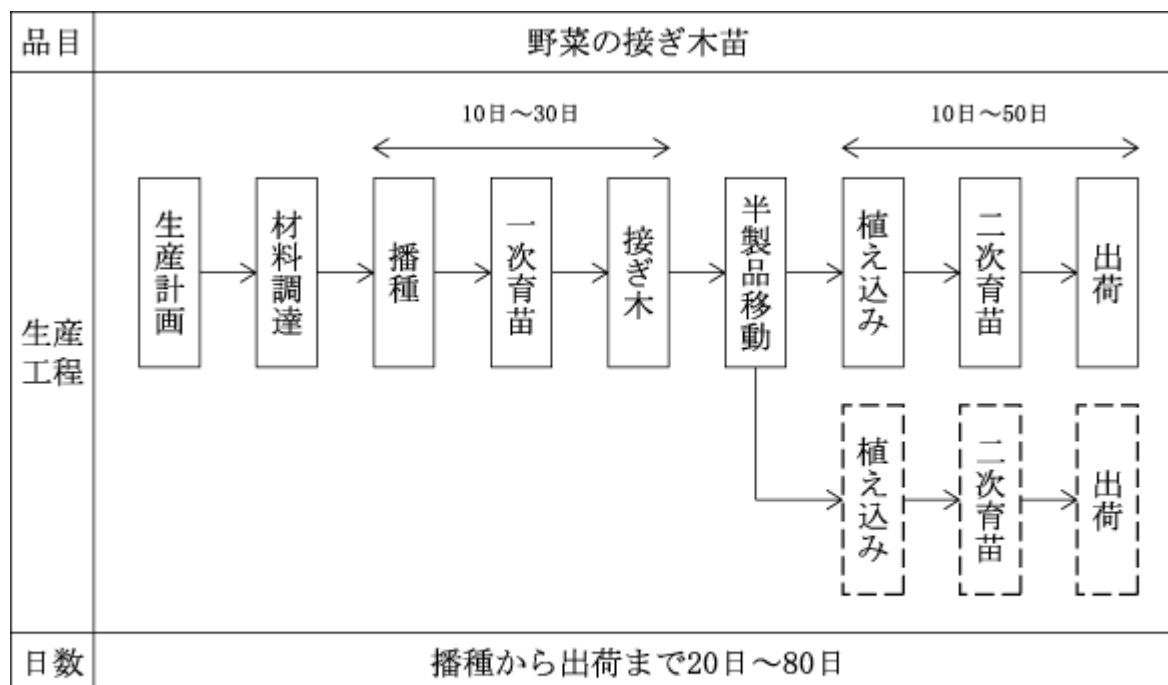 品目
野菜の接ぎ木苗
生産
工程
10日～30日
10日～50日
生産計画
材料調達
播種
一次育苗
接ぎ木
半製品移動
植え込み
二次育苗
出荷
植え込み
二次育苗
出荷
日数
播種から出荷まで20日～80日